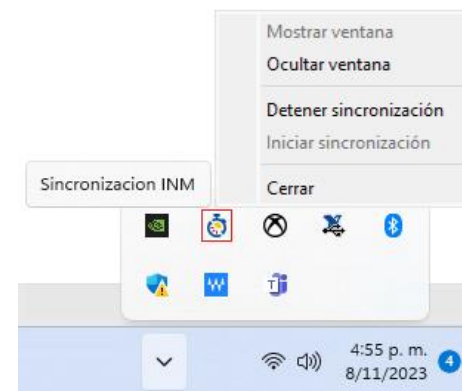 Mostrar ventana
Ocultar ventana
Detener sincronización
Iniciar sincronización
Cerrar
Sincronizacion INM
4:55 p. m.
8/11/2023
4